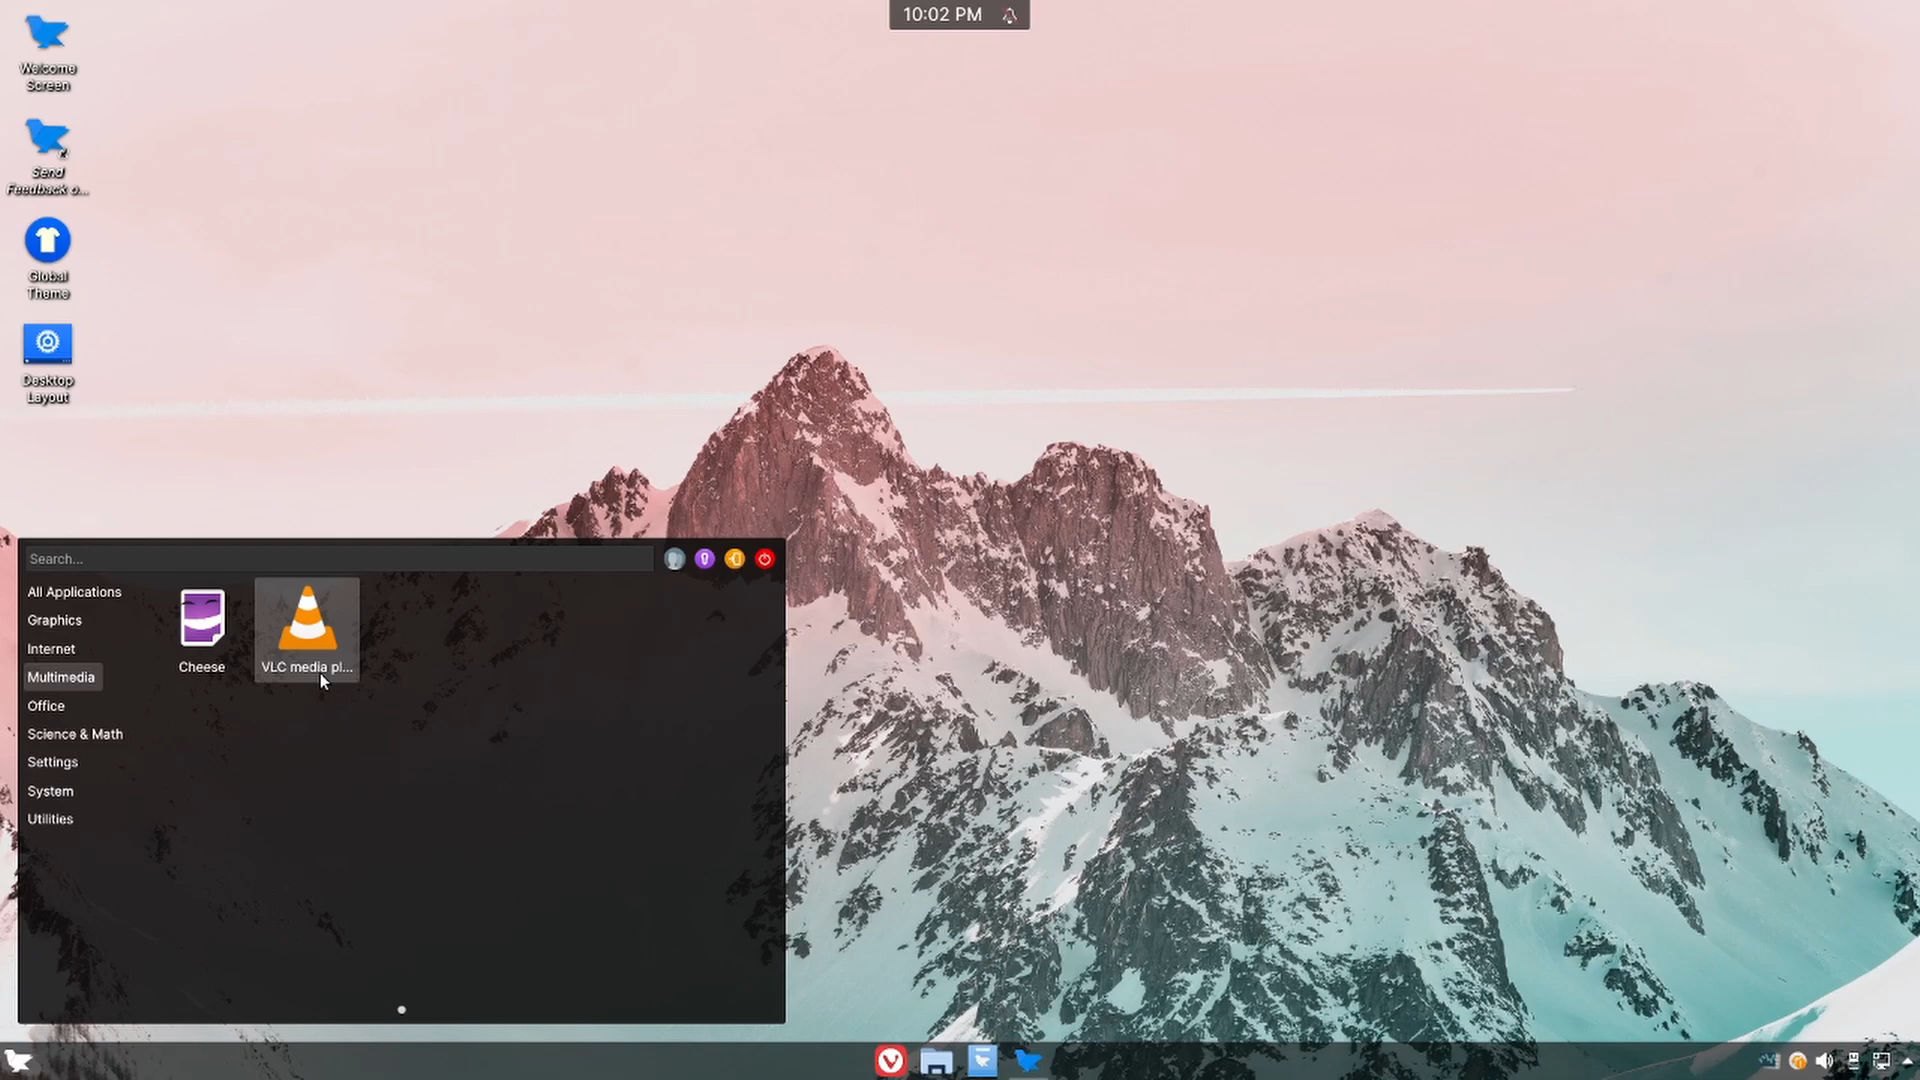 10:02 PM
Welcome
Screen
Send
Feedback o...
Global
Theme
Desktop
Layout
Search...
All Applications
Graphics
Internet
Multimedia
Office
Science & Math
Settings
System
Utilities
Cheese
VLC media pl...